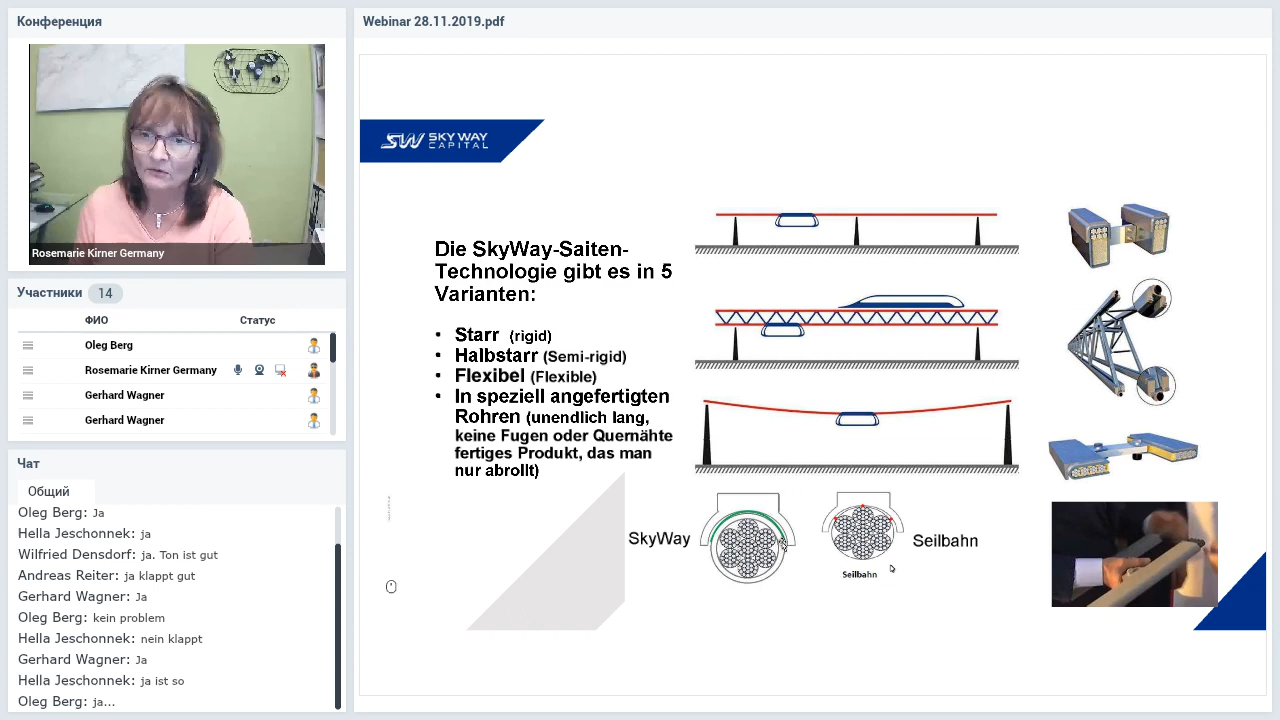 Конференция
Rosemarie Kirner Germany
Участники 14
ФИО Статус
Oleg Berg
Rosemarie Kirner Germany
Gerhard Wagner
Gerhard Wagner
Чат
Общий
Oleg Berg: Ja
Hella Jeschonnek: ja
Wilfried Densdorf: ja. Ton ist gut
Andreas Reiter: ja klappt gut
Gerhard Wagner: Ja
Oleg Berg: kein problem
Hella Jeschonnek: nein klappt
Gerhard Wagner: Ja
Hella Jeschonnek: ja ist so
Oleg Berg: ja...
Webinar 28.11.2019.pdf
SW SKYWAY
CAPITAL
Die SkyWay-Saiten-
Technologie gibt es in 5
Varianten:
• Starr (rigid)
• Halbstarr (Semi-rigid)
• Flexibel (Flexible)
• In speziell angefertigten
Rohren (unendlich lang,
keine Fugen oder Quernähte
fertiges Produkt, das man
nur abrollt)
SkyWay
Seilbahn
Seilbahn